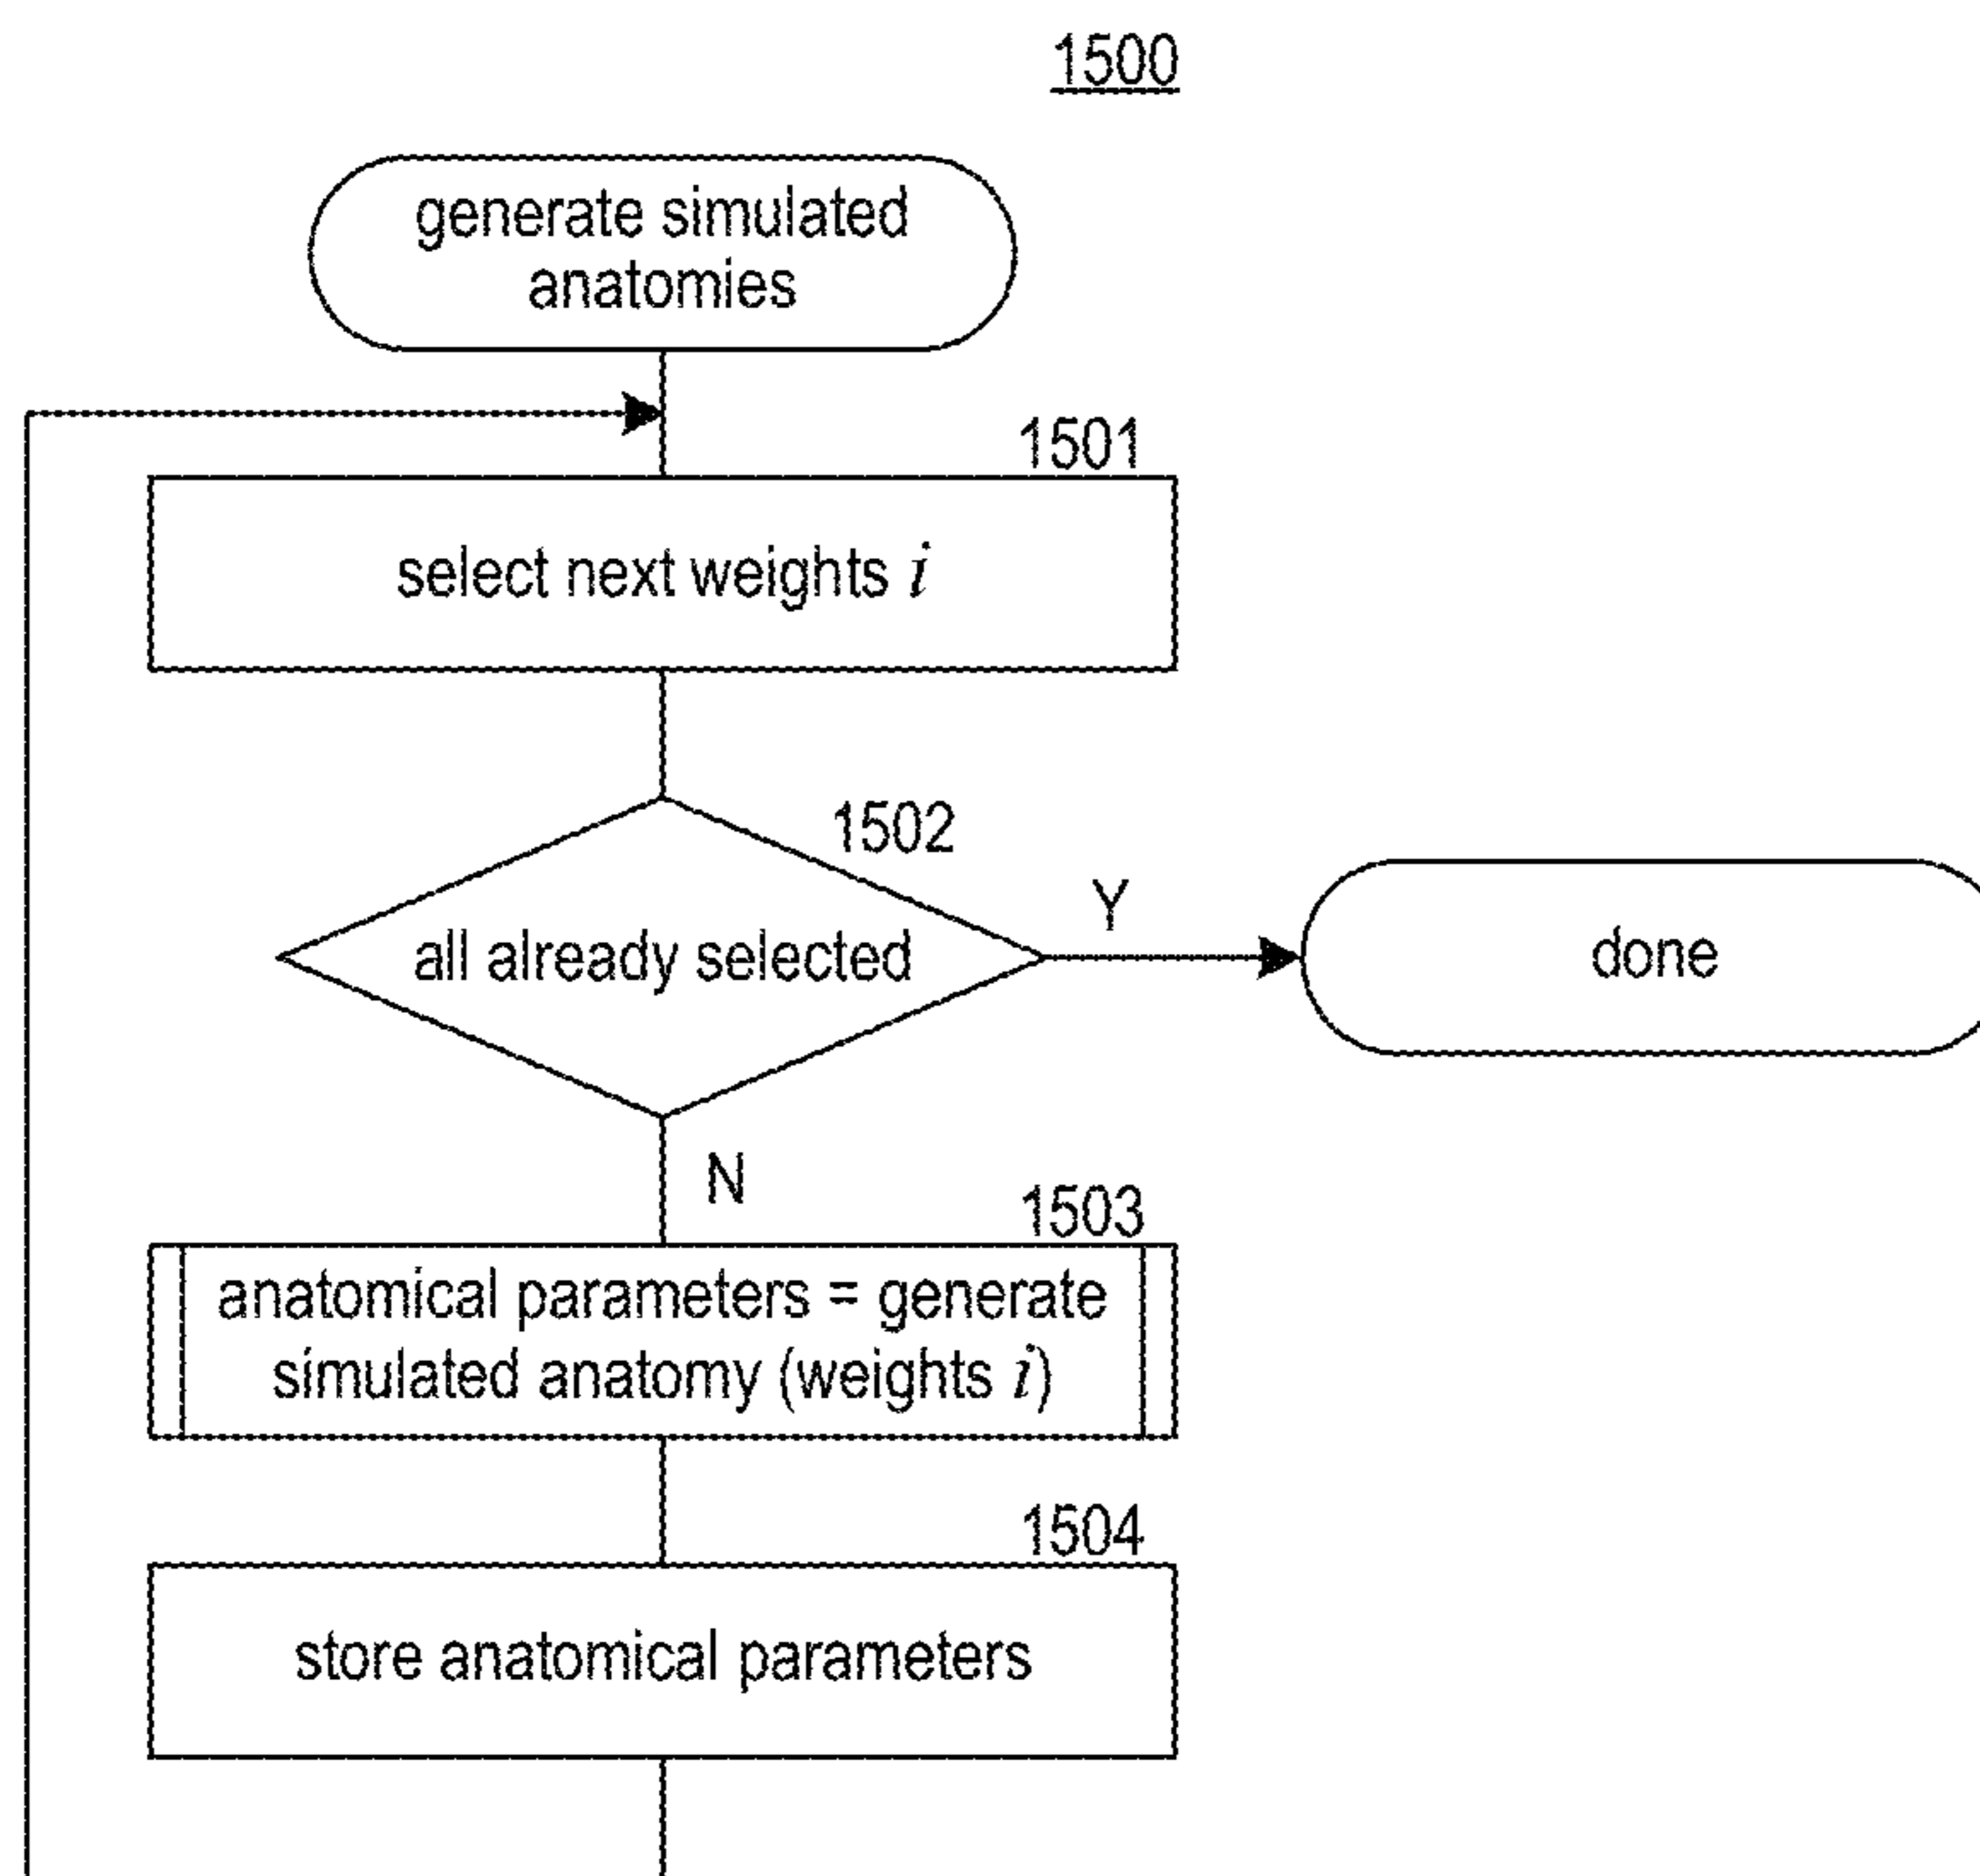 1500
generate simulated
anatomies
1501
select next weights i
1502
all already selected
Y
done
N
1503
anatomical parameters = generate
simulated anatomy (weights i)
1504
store anatomical parameters